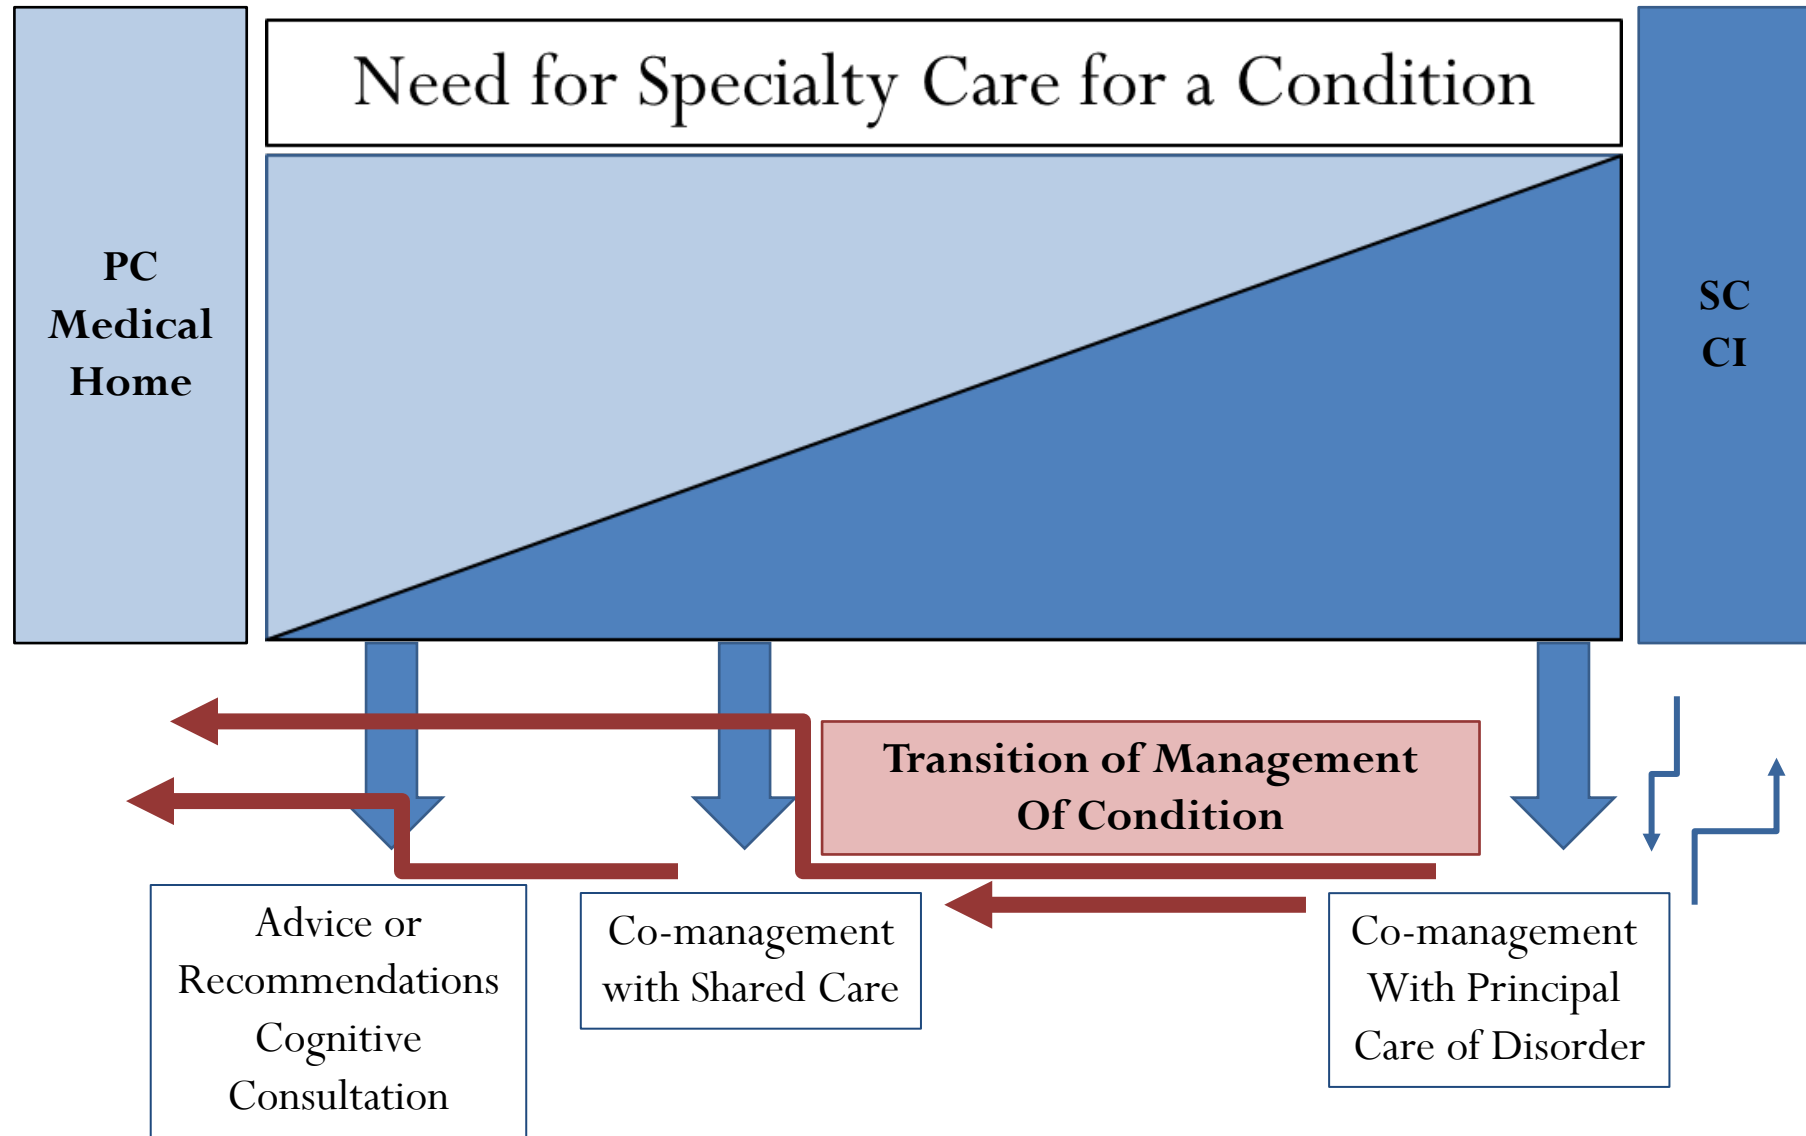 Need for Specialty Care for a Condition
PC
Medical
Home
SC
CI
Transition of Management
Of Condition
Advice or
Recommendations
Cognitive
Consultation
Co-management
with Shared Care
Co-management
With Principal
Care of Disorder